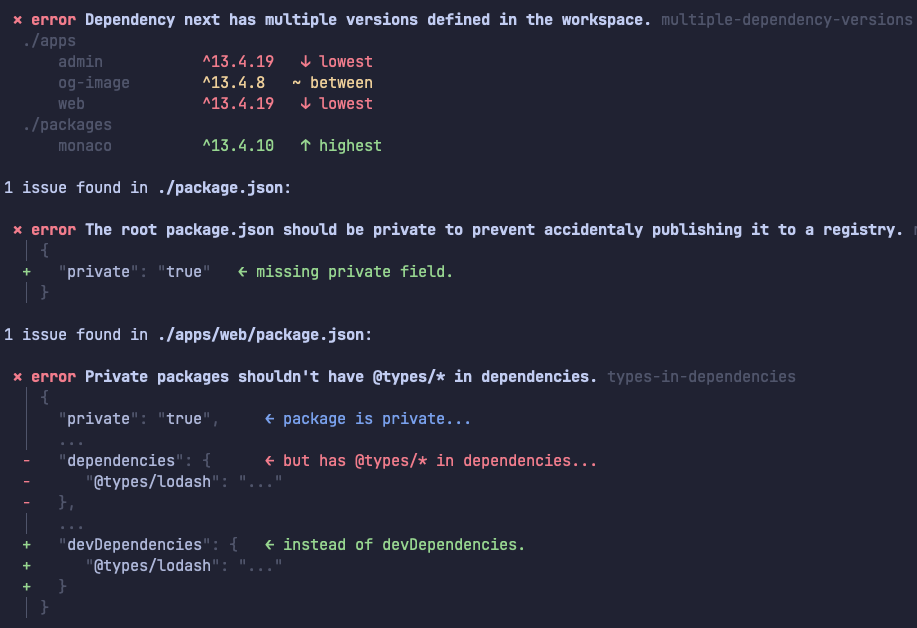 × error Dependency next has multiple versions defined in the workspace. multiple-dependency-versions
./apps
admin ^13.4.19 ↓ lowest
og-image ^13.4.8 ~ between
web ^13.4.19 ↓ lowest
./packages
monaco ^13.4.10 ↑ highest
1 issue found in ./package.json:
× error The root package.json should be private to prevent accidentaly publishing it to a registry.
│ {
+ "private": "true" ← missing private field.
│ }
1 issue found in ./apps/web/package.json:
× error Private packages shouldn't have @types/* in dependencies. types-in-dependencies
│ {
│ "private": "true", ← package is private...
│ ...
- "dependencies": { ← but has @types/* in dependencies...
- "@types/lodash": "..."
- },
│ ...
+ "devDependencies": { ← instead of devDependencies.
+ "@types/lodash": "..."
+ }
│ }